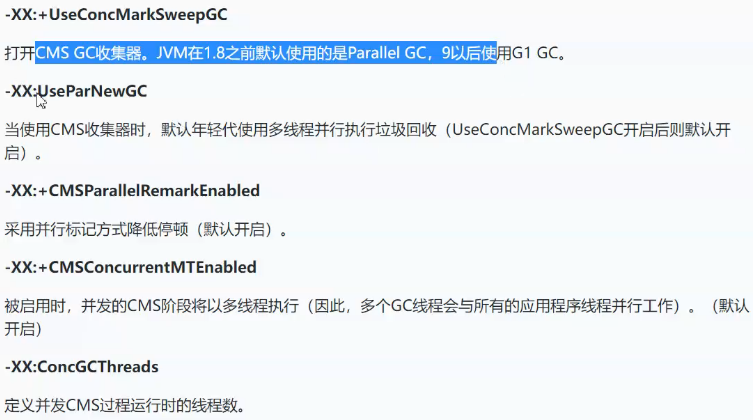 -XX:+UseConcMarkSweepGC
打开CMS GC收集器。JVM在1.8之前默认使用的是Parallel GC，9以后使用G1 GC。
-XX:UseParNewGC
当使用CMS收集器时，默认年轻代使用多线程并行执行垃圾回收（UseConcMarkSweepGC开启后则默认开
启）。
-XX:+CMSParallelRemarkEnabled
采用并行标记方式降低停顿（默认开启）。
-XX:+CMSConcurrentMTEnabled
被启用时，并发的CMS阶段将以多线程执行（因此，多个GC线程会与所有的应用程序线程并行工作）。（默认
开启）
-XX:ConcGCThreads
定义并发CMS过程运行时的线程数。